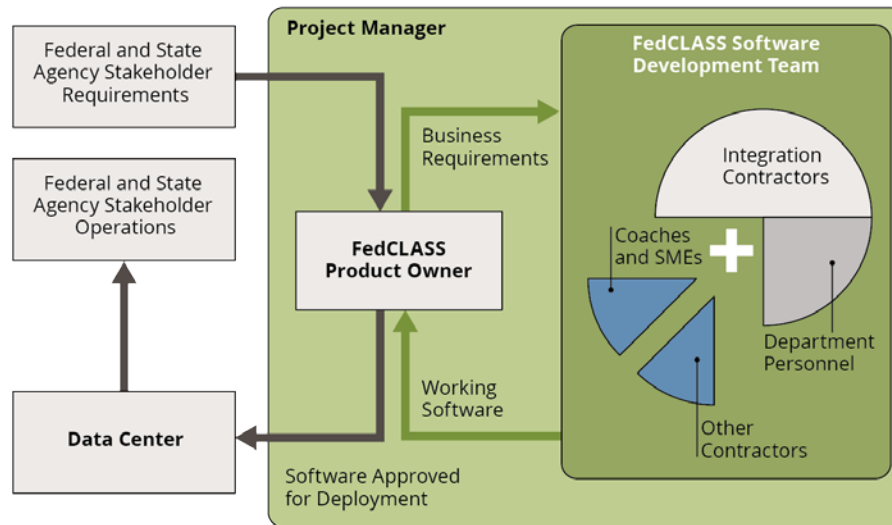 Federal and State
Agency Stakeholder
Requirements
Federal and State
Agency Stakeholder
Operations
Data Center
Project Manager
Business
Requirements
FedCLASS
Product Owner
Working
Software
Software Approved
for Deployment
FedCLASS Software
Development Team
Integration
Contractors
Coaches
and SMEs
Department
Personnel
Other
Contractors